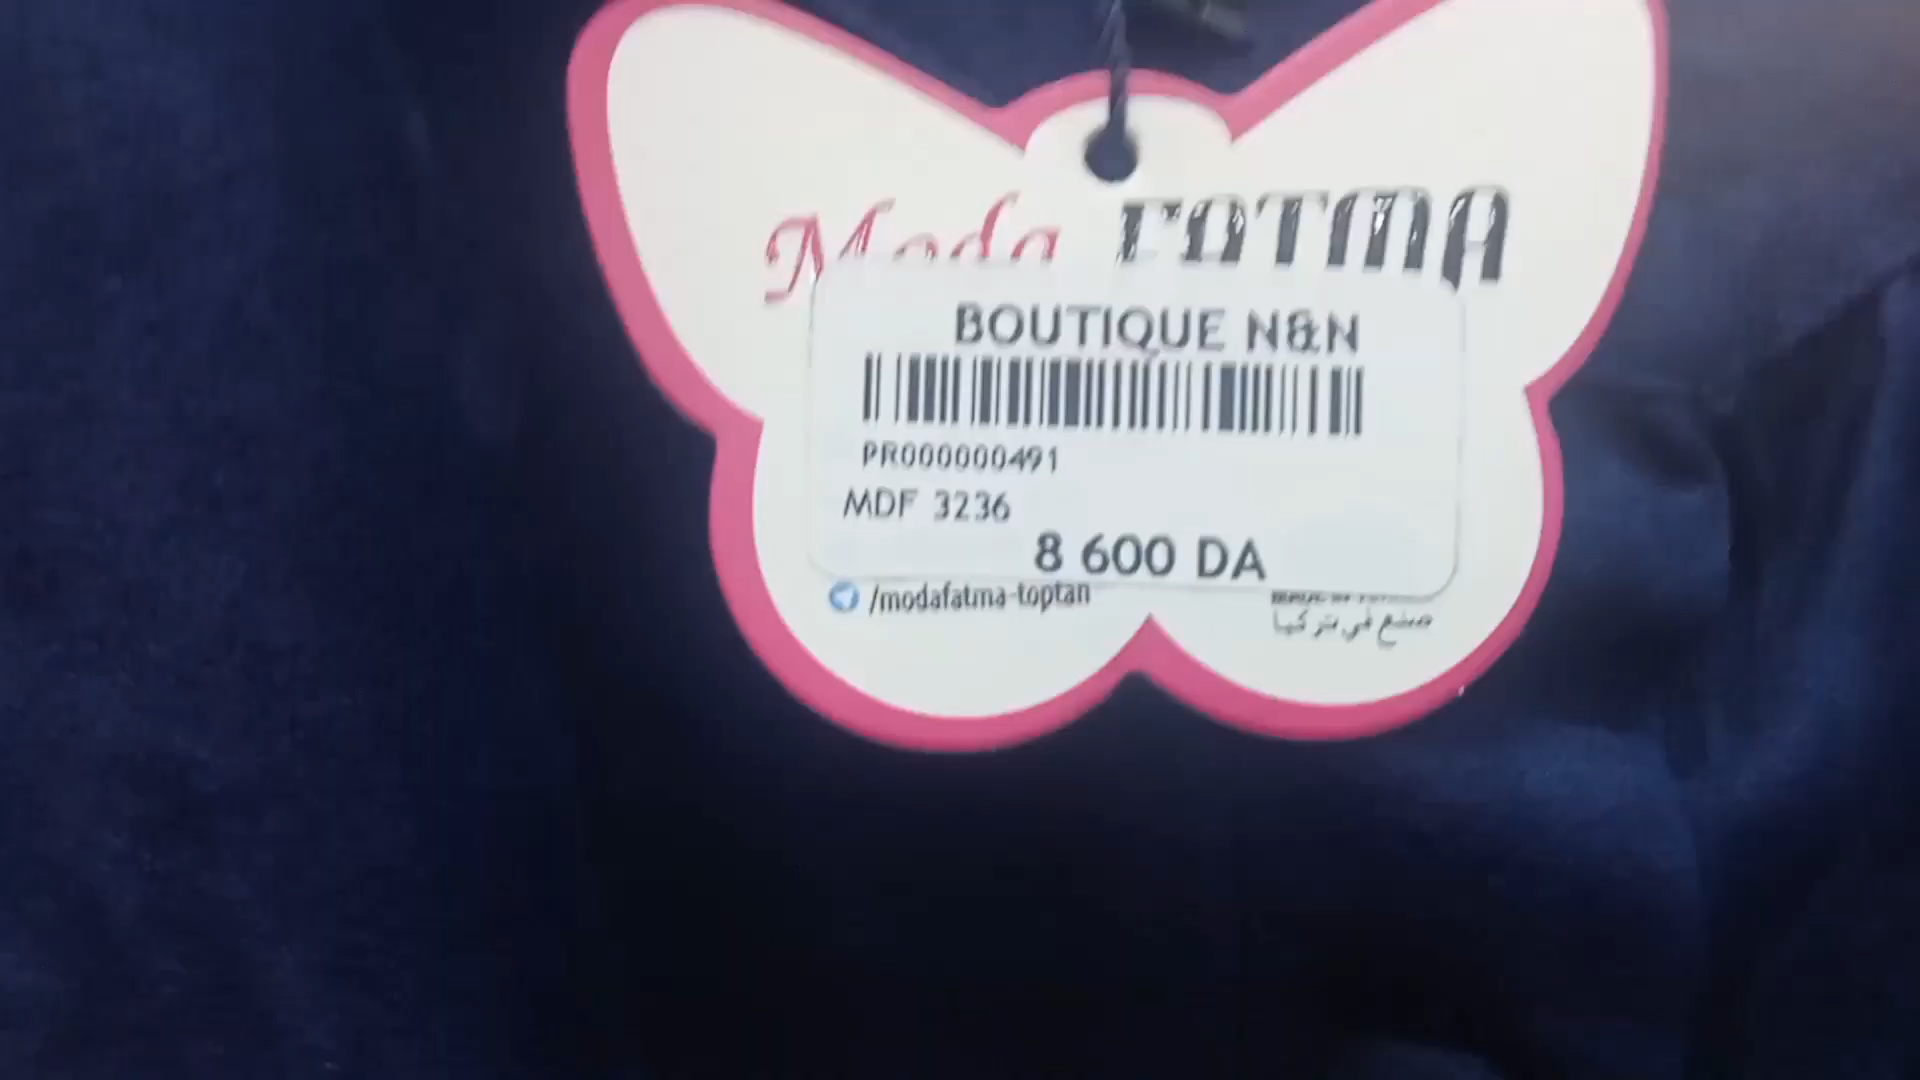 Moda FATMA
BOUTIQUE N&N
PR000000491
MDF 3236
8 600 DA
/modafatma-toptan
صنع في تركيا